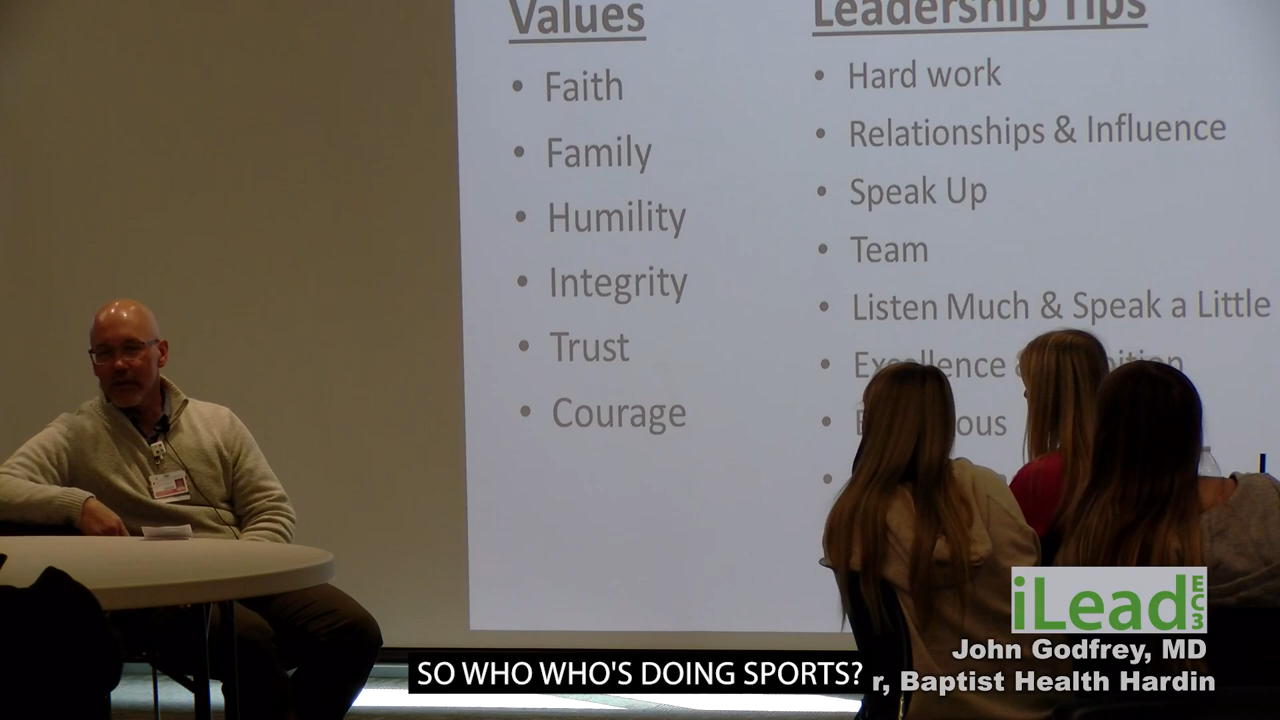 Values
Faith
Family
Humility
Integrity
Trust
Courage
Leadership Tips
Hard work
Relationships & Influence
Speak Up
Team
Listen Much & Speak a Little
iLead EC3
John Godfrey, MD
r, Baptist Health Hardin
SO WHO WHO'S DOING SPORTS?